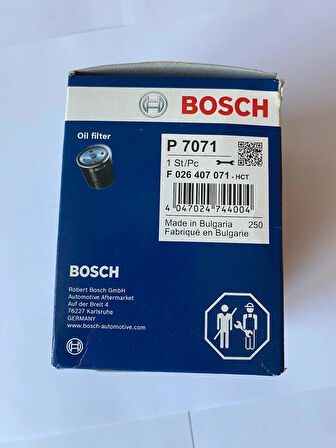 BOSCH
Oil filter
P 7071
1 St/Pc
F 026 407 071 -HCT
4 047024 744004
Made in Bulgaria 250
Fabriqué en Bulgarie
BOSCH
Robert Bosch GmbH
Automotive Aftermarket
Auf der Breit 4
76227 Karlsruhe
GERMANY
www.bosch-automotive.com